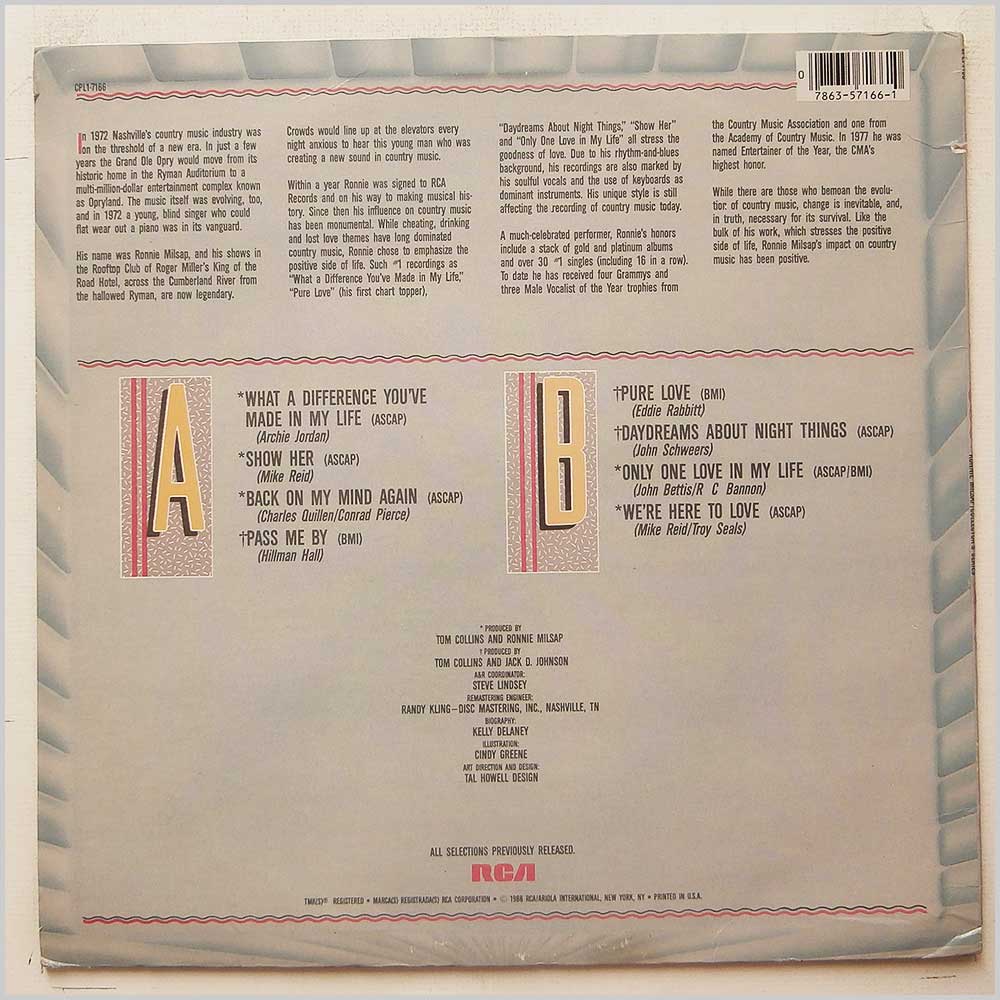 CPL1-7166
0
7863-57166-1
In 1972 Nashville's country music industry was
on the threshold of a new era. In just a few
years the Grand Ole Opry would move from its
historic home in the Ryman Auditorium to a
multi-million-dollar entertainment complex known
as Opryland. The music itself was evolving, too,
and in 1972 a young, blind singer who could
flat wear out a piano was in its vanguard.
His name was Ronnie Milsap, and his shows in
the Rooftop Club of Roger Miller's King of the
Road Hotel, across the Cumberland River from
the hallowed Ryman, are now legendary.
Crowds would line up at the elevators every
night anxious to hear this young man who was
creating a new sound in country music.
Within a year Ronnie was signed to RCA
Records and on his way to making musical his-
tory. Since then his influence on country music
has been monumental. While cheating, drinking
and lost love themes have long dominated
country music, Ronnie chose to emphasize the
positive side of life. Such #1 recordings as
"What a Difference You've Made in My Life,"
"Pure Love" (his first chart topper),
"Daydreams About Night Things," "Show Her"
and "Only One Love in My Life" all stress the
goodness of love. Due to his rhythm-and-blues
background, his recordings are also marked by
his soulful vocals and the use of keyboards as
dominant instruments. His unique style is still
affecting the recording of country music today.
A much-celebrated performer, Ronnie's honors
include a stack of gold and platinum albums
and over 30 #1 singles (including 16 in a row).
To date he has received four Grammys and
three Male Vocalist of the Year trophies from
the Country Music Association and one from
the Academy of Country Music. In 1977 he was
named Entertainer of the Year, the CMA's
highest honor.
While there are those who bemoan the evolu-
tior of country music, change is inevitable, and,
in truth, necessary for its survival. Like the
bulk of his work, which stresses the positive
side of life, Ronnie Milsap's impact on country
music has been positive.
A
*WHAT A DIFFERENCE YOU'VE
MADE IN MY LIFE (ASCAP)
(Archie Jordan)
*SHOW HER (ASCAP)
(Mike Reid)
*BACK ON MY MIND AGAIN (ASCAP)
(Charles Quillen/Conrad Pierce)
†PASS ME BY (BMI)
(Hillman Hall)
B
†PURE LOVE (BMI)
(Eddie Rabbitt)
†DAYDREAMS ABOUT NIGHT THINGS (ASCAP)
(John Schweers)
*ONLY ONE LOVE IN MY LIFE (ASCAP/BMI)
(John Bettis/R C Bannon)
*WE'RE HERE TO LOVE (ASCAP)
(Mike Reid/Troy Seals)
* PRODUCED BY
TOM COLLINS AND RONNIE MILSAP
† PRODUCED BY
TOM COLLINS AND JACK D. JOHNSON
A&R COORDINATOR:
STEVE LINDSEY
REMASTERING ENGINEER:
RANDY KLING—DISC MASTERING, INC., NASHVILLE, TN
BIOGRAPHY:
KELLY DELANEY
ILLUSTRATION:
CINDY GREENE
ART DIRECTION AND DESIGN:
TAL HOWELL DESIGN
ALL SELECTIONS PREVIOUSLY RELEASED.
RCA
TMK(S)® REGISTERED • MARCA(S) REGISTRADA(S) RCA CORPORATION • © 1986 RCA/ARIOLA INTERNATIONAL, NEW YORK, NY • PRINTED IN U.S.A.